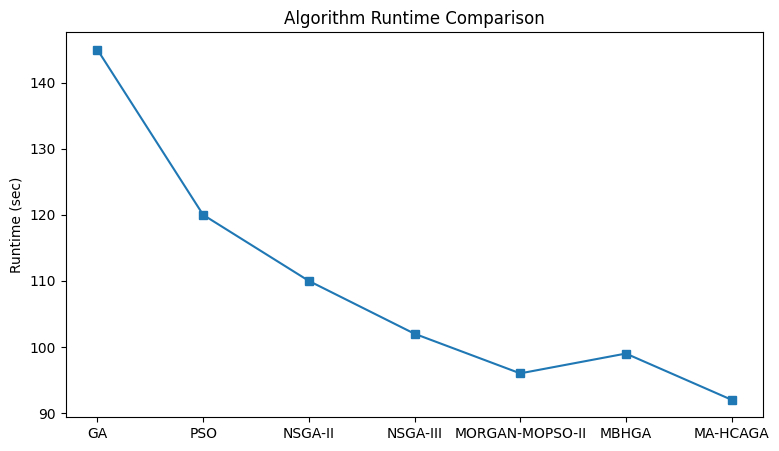 Algorithm Runtime Comparison
Runtime (sec)
140
130
120
110
100
90
GA PSO NSGA-II NSGA-III MORGAN-MOPSO-II MBHGA MA-HCAGA